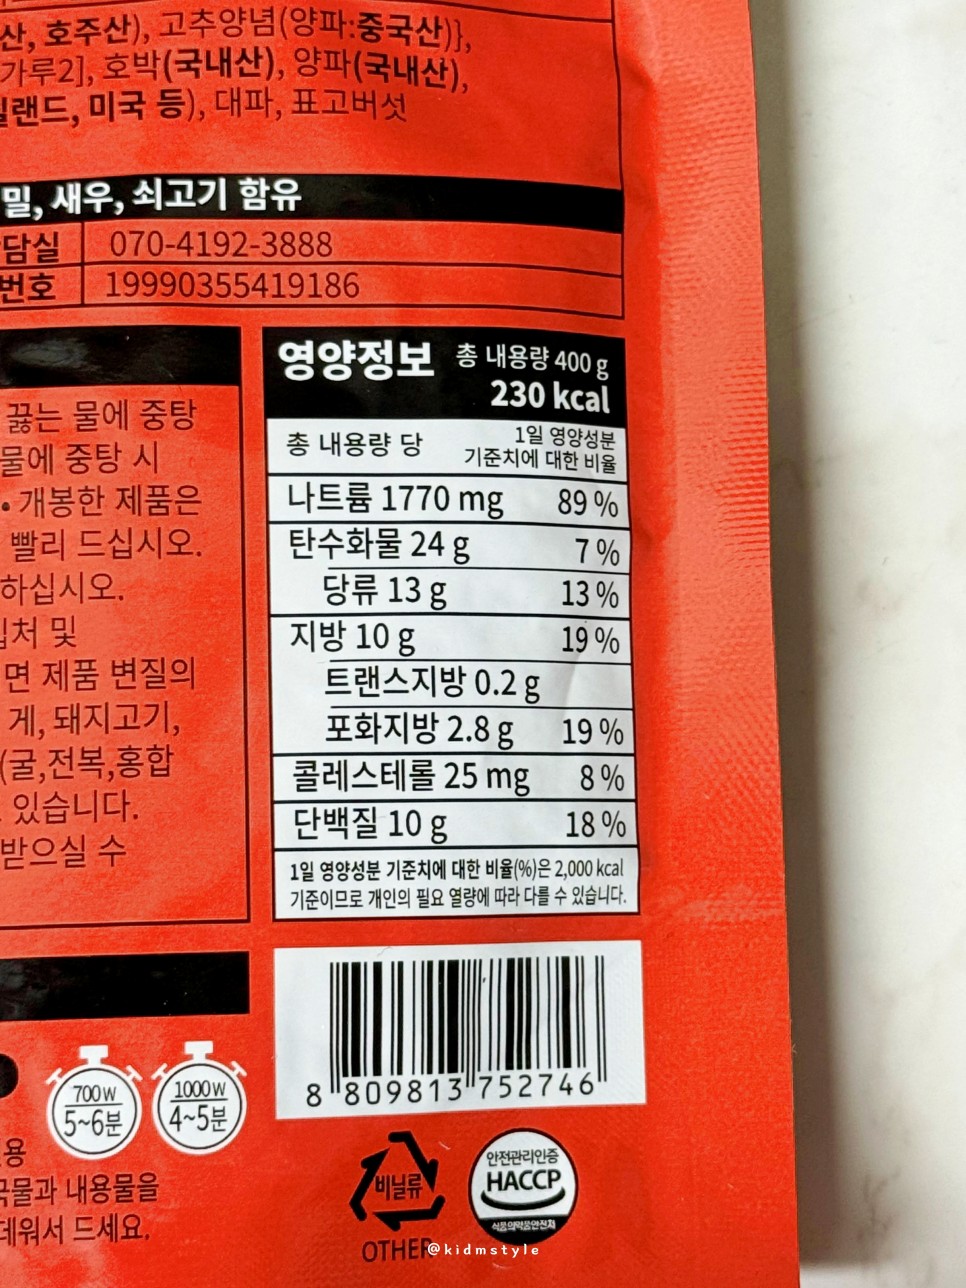 산, 호주산), 고추양념(양파:중국산)},
가루2], 호박(국내산), 양파(국내산),
질랜드, 미국 등), 대파, 표고버섯
밀, 새우, 쇠고기 함유
담실 070-4192-3888
번호 19990355419186
끓는 물에 중탕
물에 중탕 시
• 개봉한 제품은
빨리 드십시오.
하십시오.
입처 및
면 제품 변질의
게, 돼지고기,
(굴,전복,홍합
있습니다.
받으실 수
영양정보 총 내용량 400 g
230 kcal
총 내용량 당 1일 영양성분
기준치에 대한 비율
나트륨 1770 mg 89 %
탄수화물 24 g 7 %
당류 13 g 13 %
지방 10 g 19 %
트랜스지방 0.2 g
포화지방 2.8 g 19 %
콜레스테롤 25 mg 8 %
단백질 10 g 18 %
1일 영양성분 기준치에 대한 비율(%)은 2,000 kcal
기준이므로 개인의 필요 열량에 따라 다를 수 있습니다.
8 809813 752746
700W
5~6분
1000W
4~5분
용
국물과 내용물을
데워서 드세요.
비닐류
OTHER
안전관리인증
HACCP
식품의약품안전처
@kidmstyle